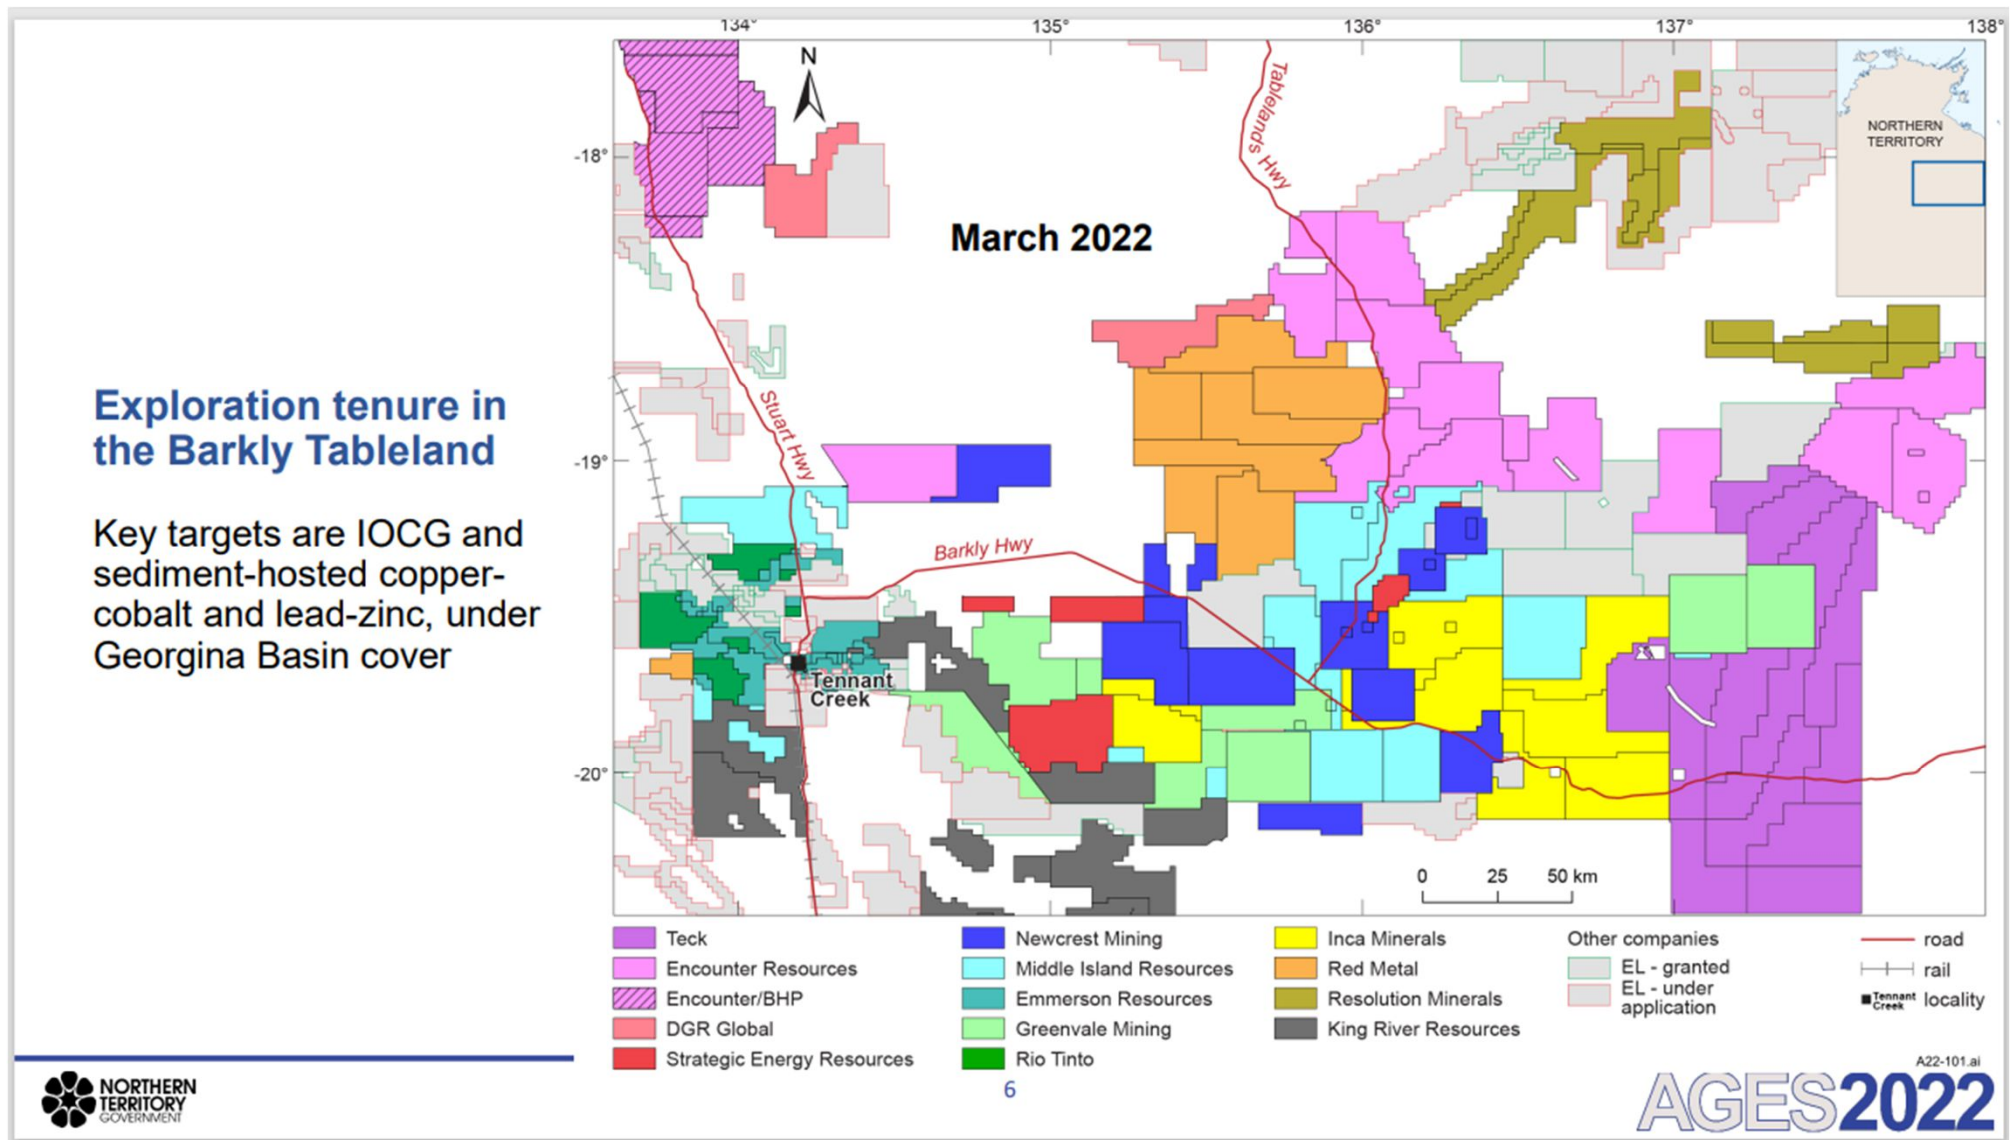 134°
135°
136°
137°
138°
N
-18°
-19°
-20°
Tablelands Hwy
NORTHERN
TERRITORY
March 2022
Exploration tenure in
the Barkly Tableland
Key targets are IOCG and
sediment-hosted copper-
cobalt and lead-zinc, under
Georgina Basin cover
Stuart Hwy
Barkly Hwy
Tennant
Creek
0 25 50 km
Teck
Encounter Resources
Encounter/BHP
DGR Global
Strategic Energy Resources
Newcrest Mining
Middle Island Resources
Emmerson Resources
Greenvale Mining
Rio Tinto
Inca Minerals
Red Metal
Resolution Minerals
King River Resources
Other companies
EL - granted
EL - under
application
road
rail
Tennant
Creek
locality
A22-101.ai
NORTHERN
TERRITORY
GOVERNMENT
6
AGES2022